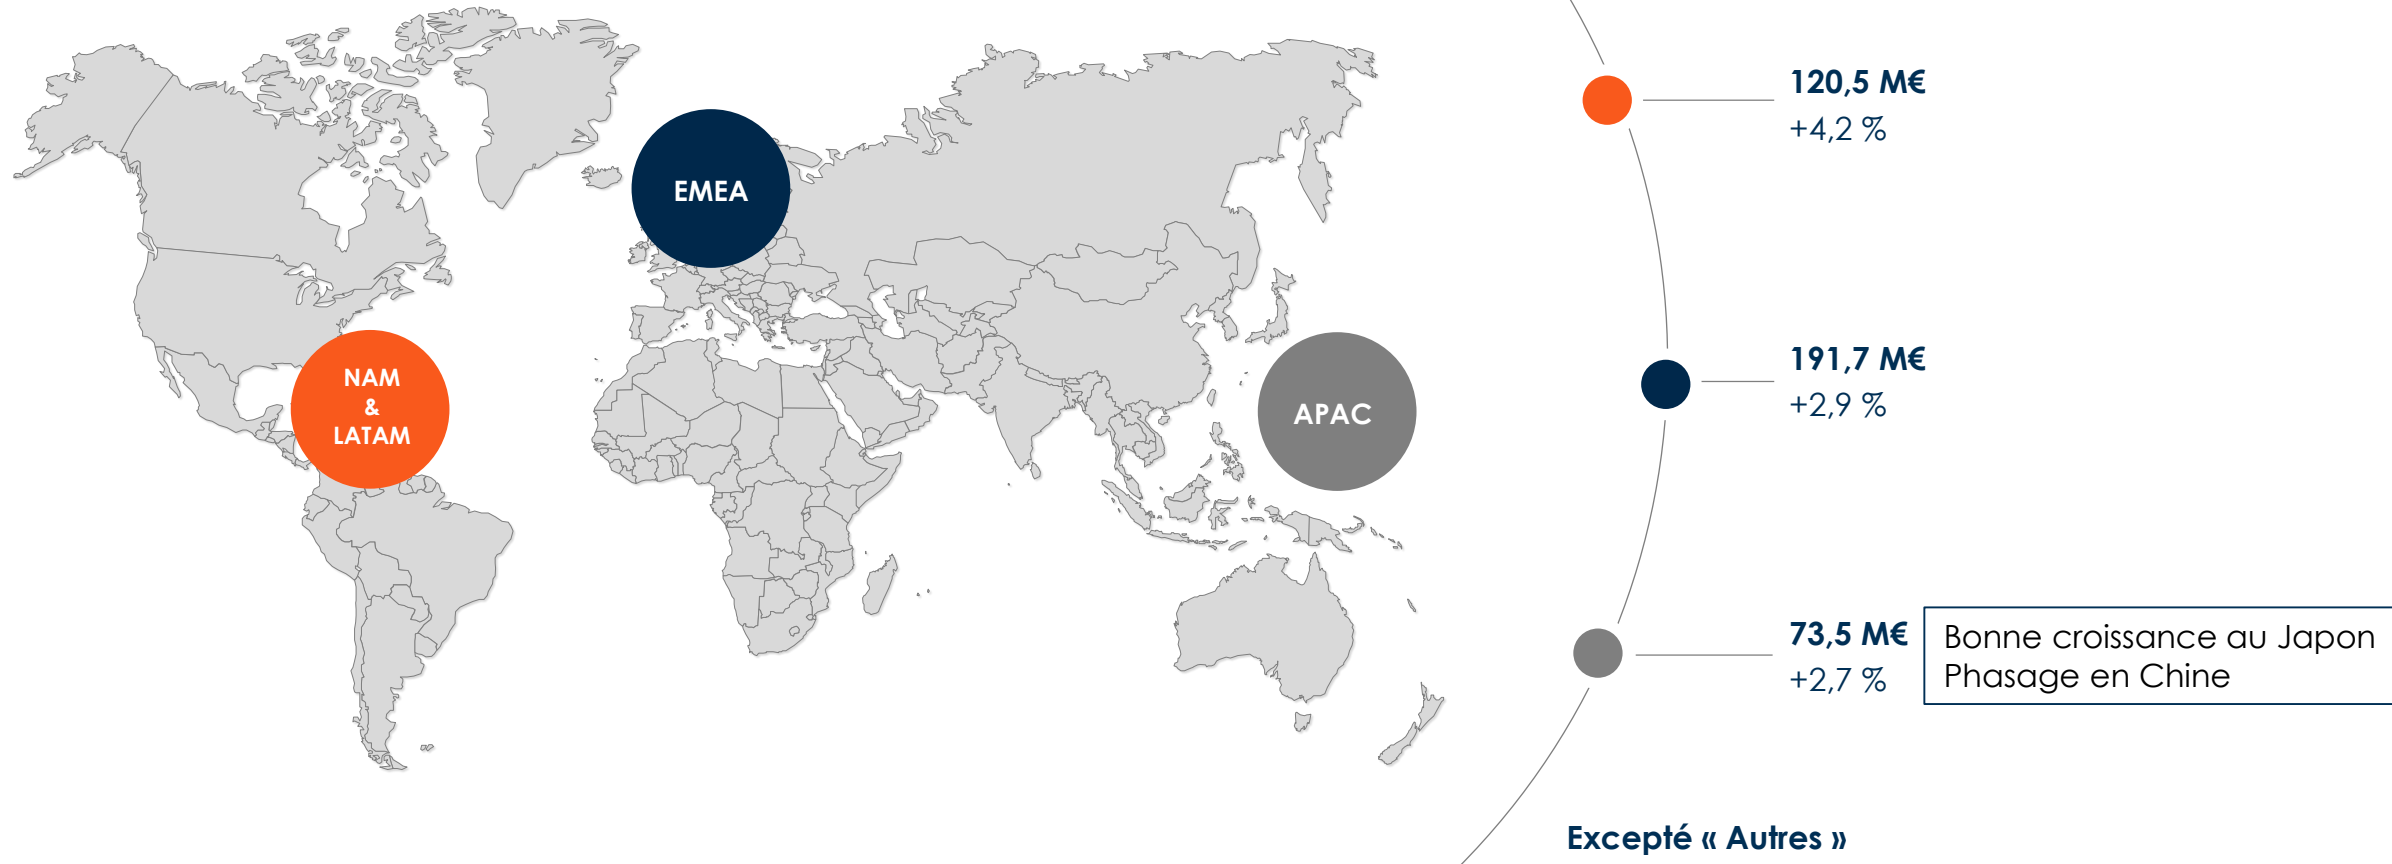 EMEA
NAM
&
LATAM
APAC
120,5 M€
+4,2 %
191,7 M€
+2,9 %
73,5 M€
+2,7 %
Bonne croissance au Japon
Phasage en Chine
Excepté « Autres »